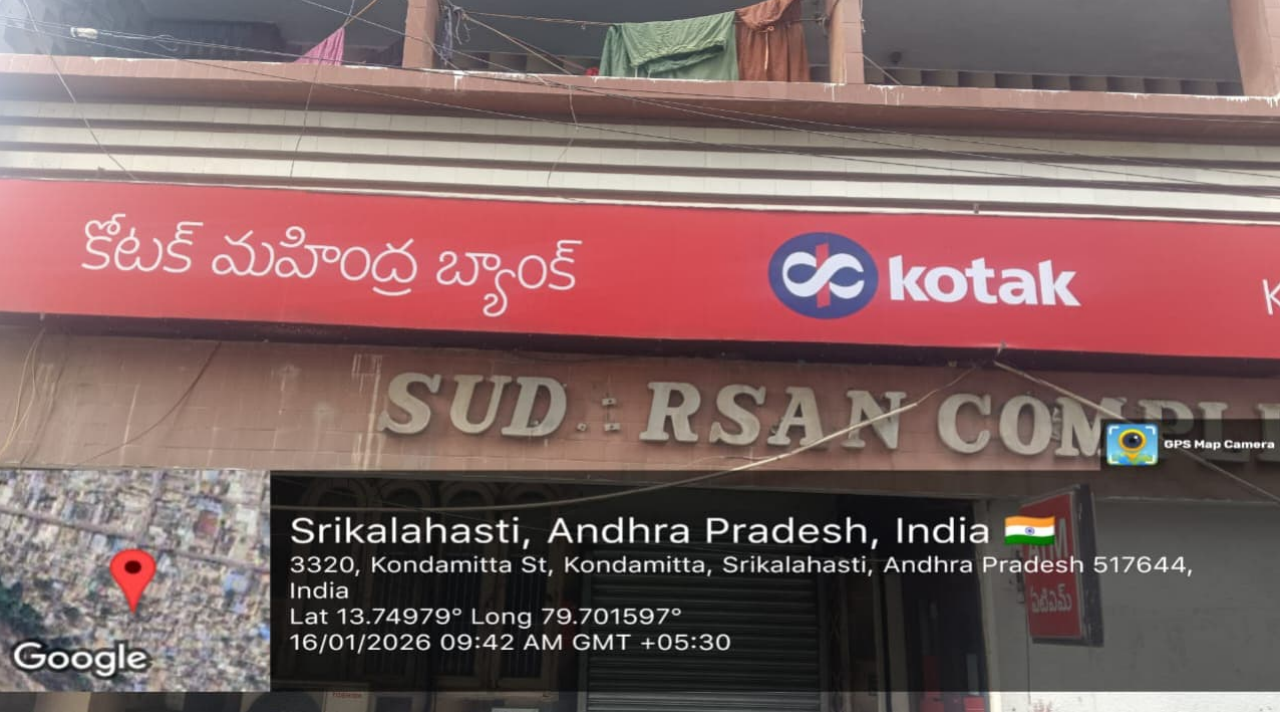 కోటక్ మహీంద్ర బ్యాంక్
kotak
SUD RSAN COMPL
GPS Map Camera
Srikalahasti, Andhra Pradesh, India
3320, Kondamitta St, Kondamitta, Srikalahasti, Andhra Pradesh 517644,
India
Lat 13.74979° Long 79.701597°
16/01/2026 09:42 AM GMT +05:30
Google
ATM
ఏటిఎమ్